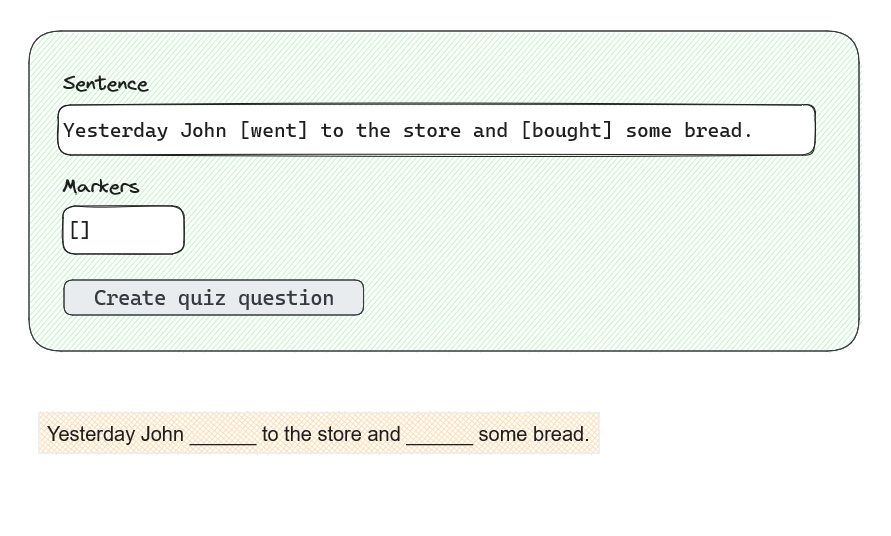 Sentence
Yesterday John [went] to the store and [bought] some bread.
Markers
[]
Create quiz question
Yesterday John ______ to the store and ______ some bread.